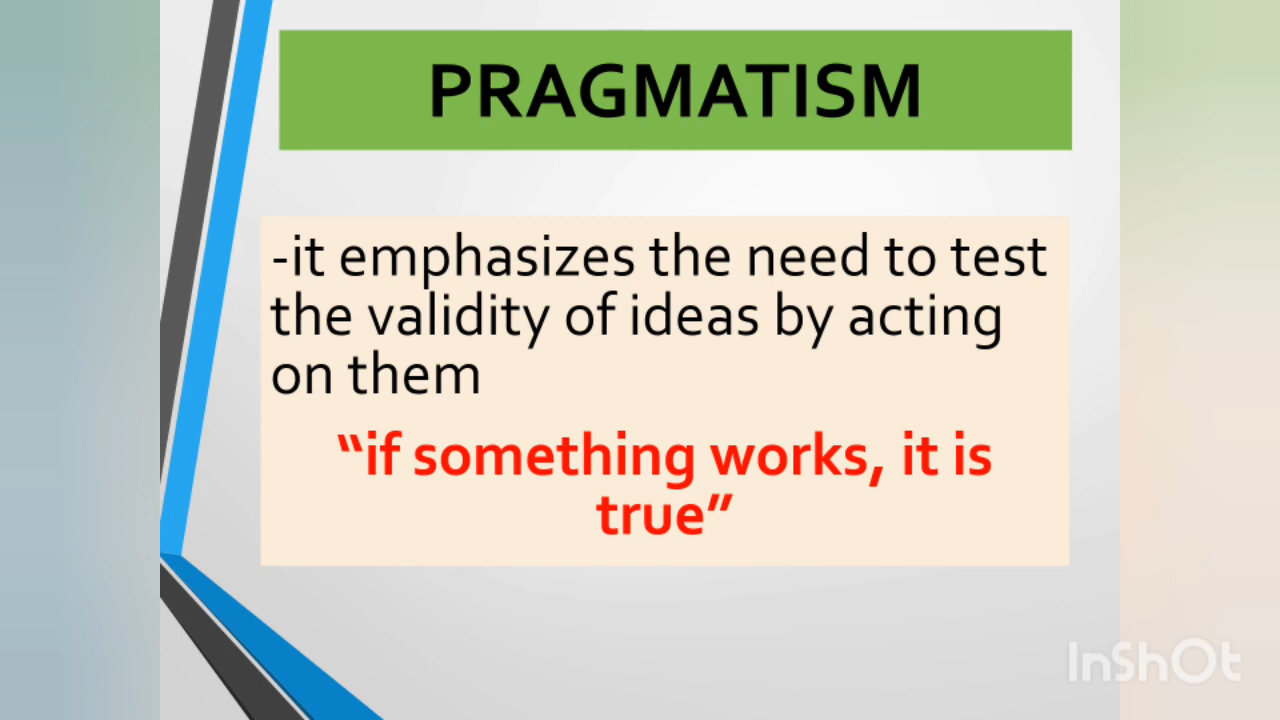 PRAGMATISM
-it emphasizes the need to test
the validity of ideas by acting
on them
“if something works, it is
true”
InShOt